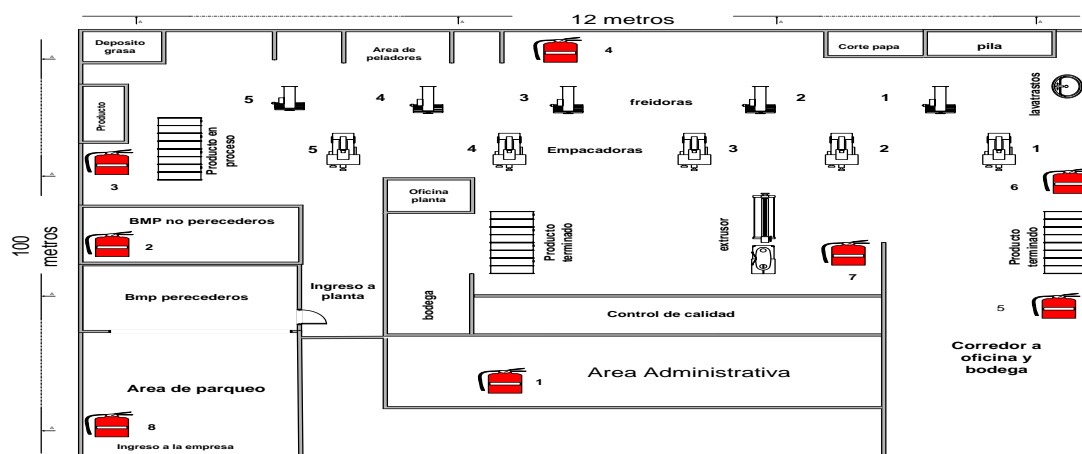 12 metros
Deposito
grasa
Area de
peladores
4
Corte papa
pila
lavatrastos
5
4
3
freidoras
2
1
Producto
Producto en
proceso
5
4
Empacadoras
3
2
1
3
6
Oficina
planta
BMP no perecederos
2
Producto
terminado
extrusor
7
Producto
terminado
100
metros
Bmp perecederos
Ingreso a
planta
bodega
Control de calidad
5
Corredor a
oficina y
bodega
Area de parqueo
1
Area Administrativa
8
Ingreso a la empresa